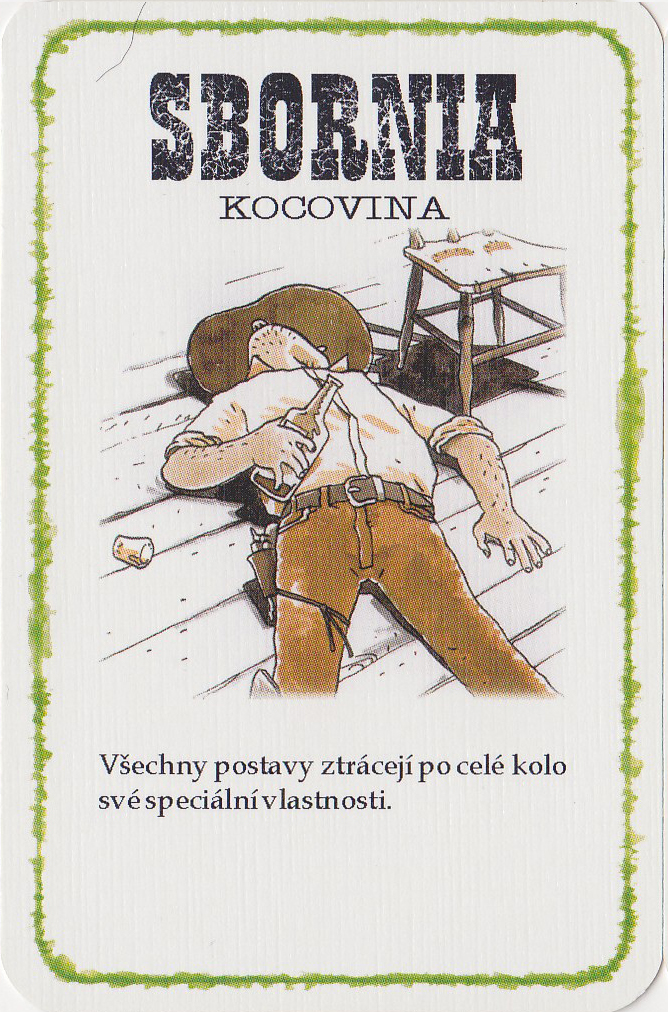 SBORNIA
KOCOVINA
Všechny postavy ztrácejí po celé kolo
své speciální vlastnosti.